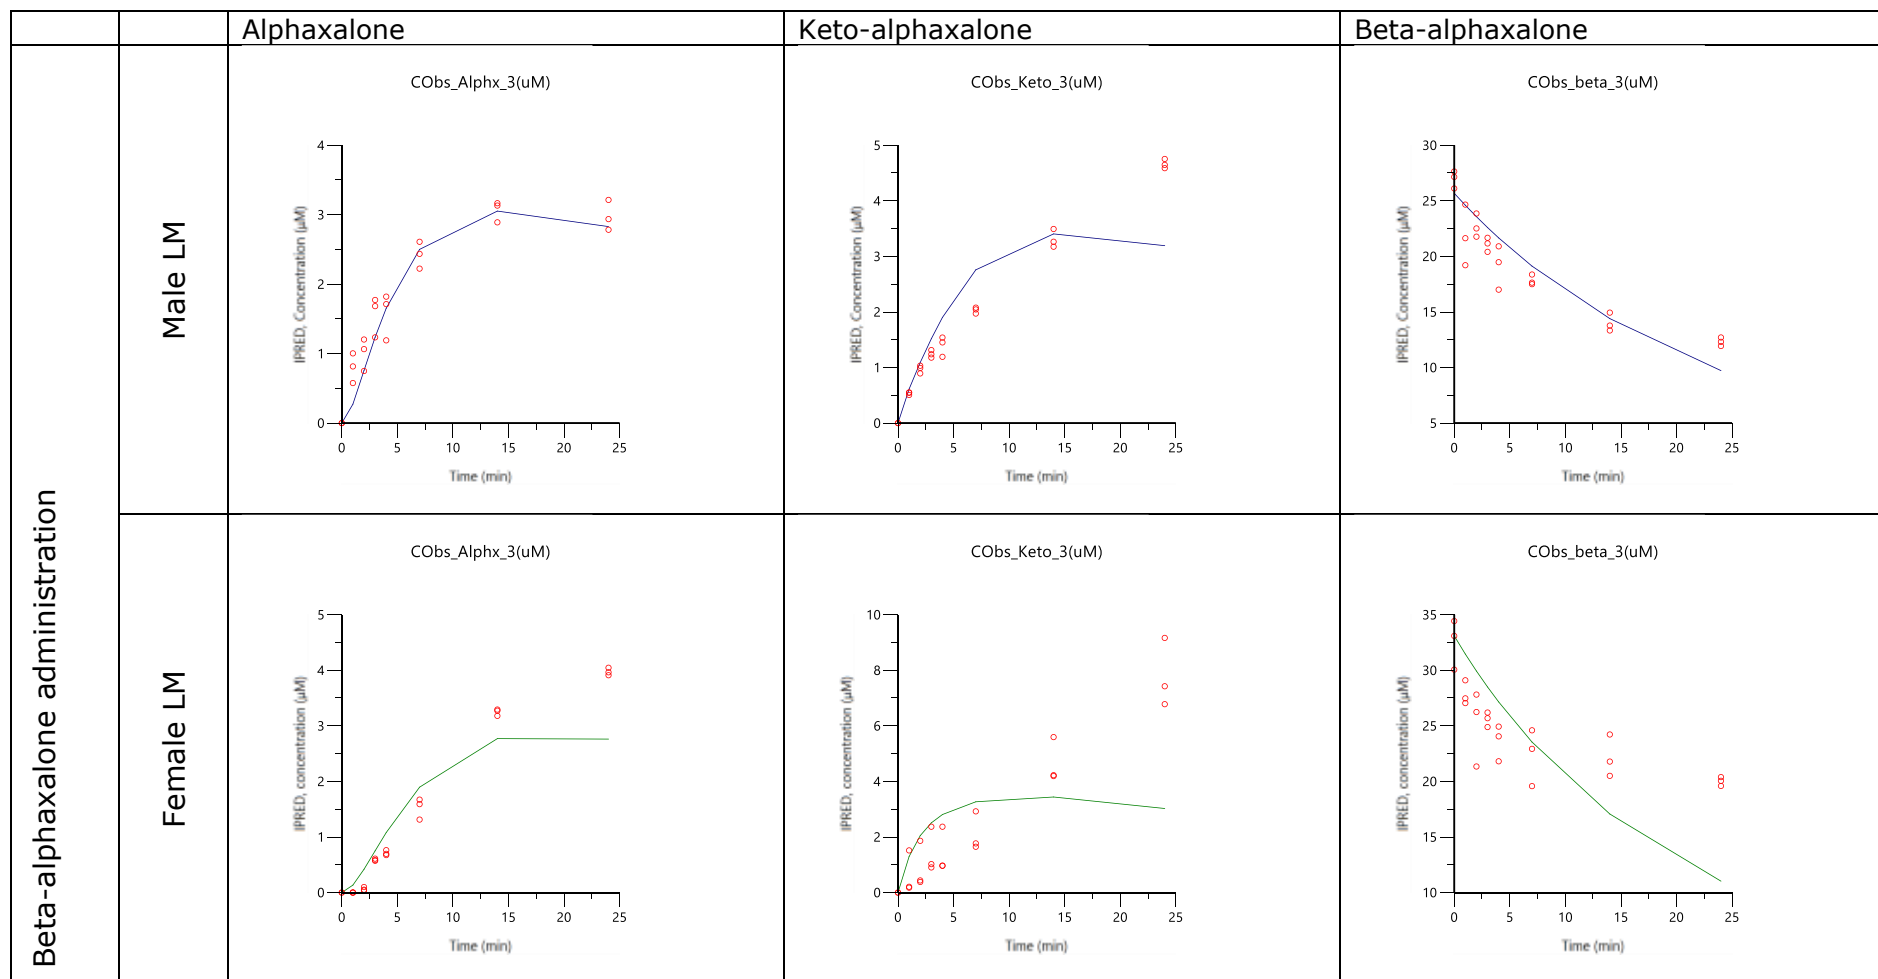 Alphaxalone
Keto-alphaxalone
Beta-alphaxalone
Beta-alphaxalone administration
Male LM
CObs_Alphx_3(uM)
IPRED, Concentration (µM)
4
3
2
1
0
0 5 10 15 20 25
Time (min)
CObs_Keto_3(uM)
IPRED, Concentration (µM)
5
4
3
2
1
0
0 5 10 15 20 25
Time (min)
CObs_beta_3(uM)
IPRED, Concentration (µM)
30
25
20
15
10
5
0 5 10 15 20 25
Time (min)
Female LM
CObs_Alphx_3(uM)
IPRED, concentration (µM)
5
4
3
2
1
0
0 5 10 15 20 25
Time (min)
CObs_Keto_3(uM)
IPRED, concentration (µM)
10
8
6
4
2
0
0 5 10 15 20 25
Time (min)
CObs_beta_3(uM)
IPRED, concentration (µM)
35
30
25
20
15
10
0 5 10 15 20 25
Time (min)